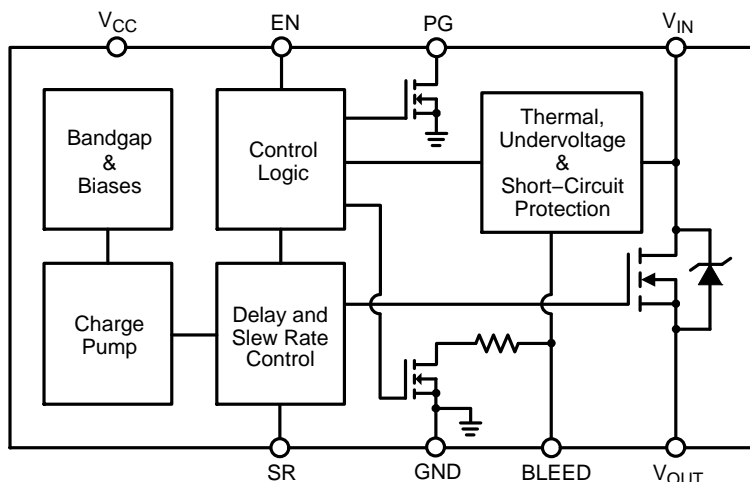 VCC
EN
PG
VIN
Bandgap
&
Biases
Control
Logic
Thermal,
Undervoltage
&
Short−Circuit
Protection
Charge
Pump
Delay and
Slew Rate
Control
SR
GND
BLEED
VOUT